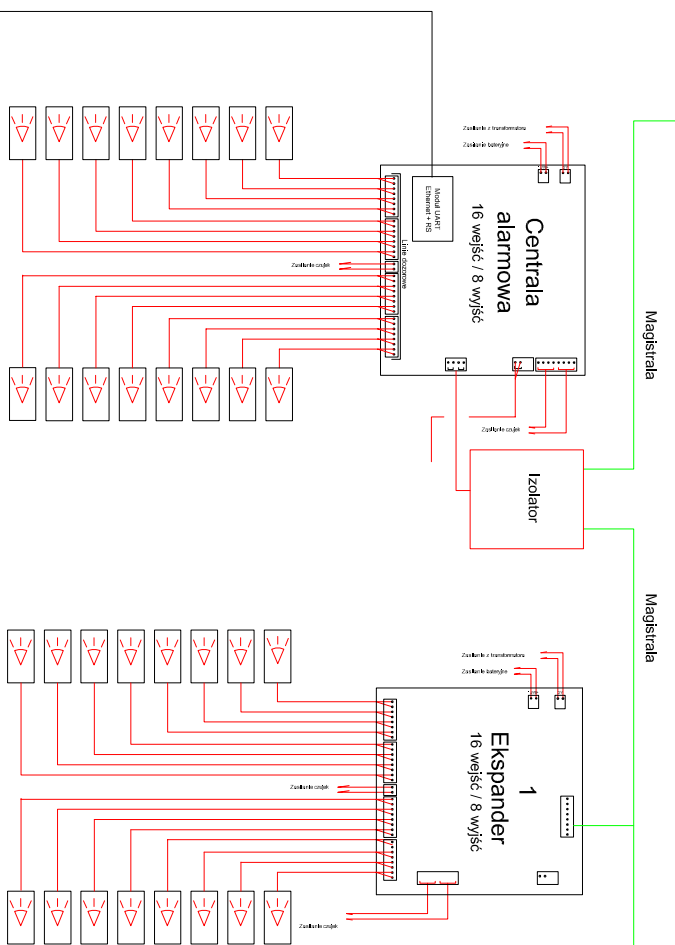 Zasilanie z transformatora
Zasilanie bateryjne
Moduł UART
Ethernet + RS
Centrala
alarmowa
16 wejść / 8 wyjść
Linie dozorowe
Zasilanie czujek
Zasilanie czujek
Magistrala
Izolator
Magistrala
Zasilanie z transformatora
Zasilanie bateryjne
1
Ekspander
16 wejść / 8 wyjść
Zasilanie czujek
Zasilanie czujek